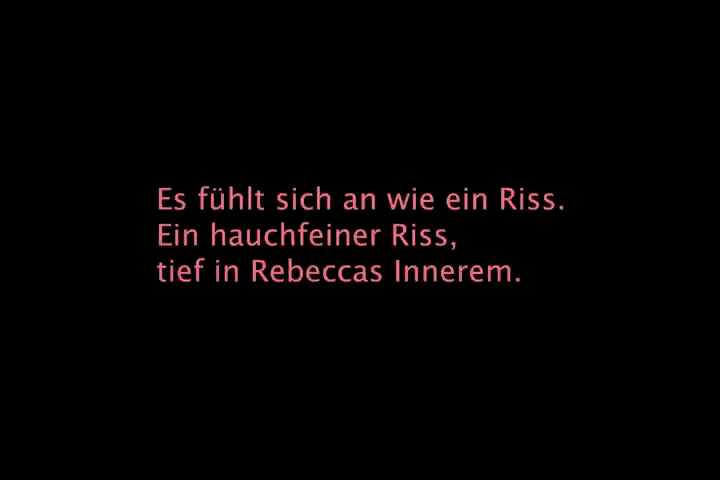 Es fühlt sich an wie ein Riss.
Ein hauchfeiner Riss,
tief in Rebeccas Innerem.